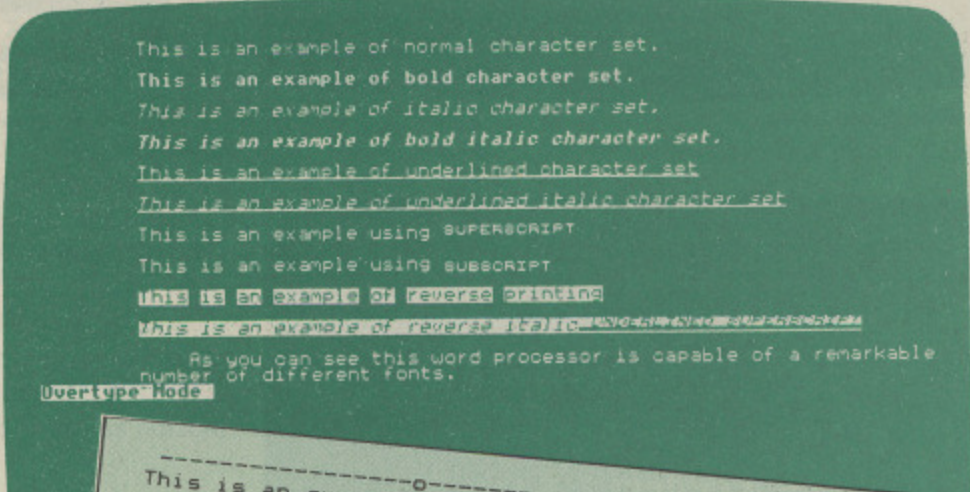 This is an example of normal character set.
This is an example of bold character set.
This is an example of italic character set.
This is an example of bold italic character set.
This is an example of underlined character set
This is an example of underlined italic character set
This is an example using SUPERSCRIPT
This is an example using SUBSCRIPT
This is an example of reverse printing
This is an example of reverse italic UNDERLINED SUPERSCRIPT
As you can see this word processor is capable of a remarkable
number of different fonts.
Overtype Mode
This is an